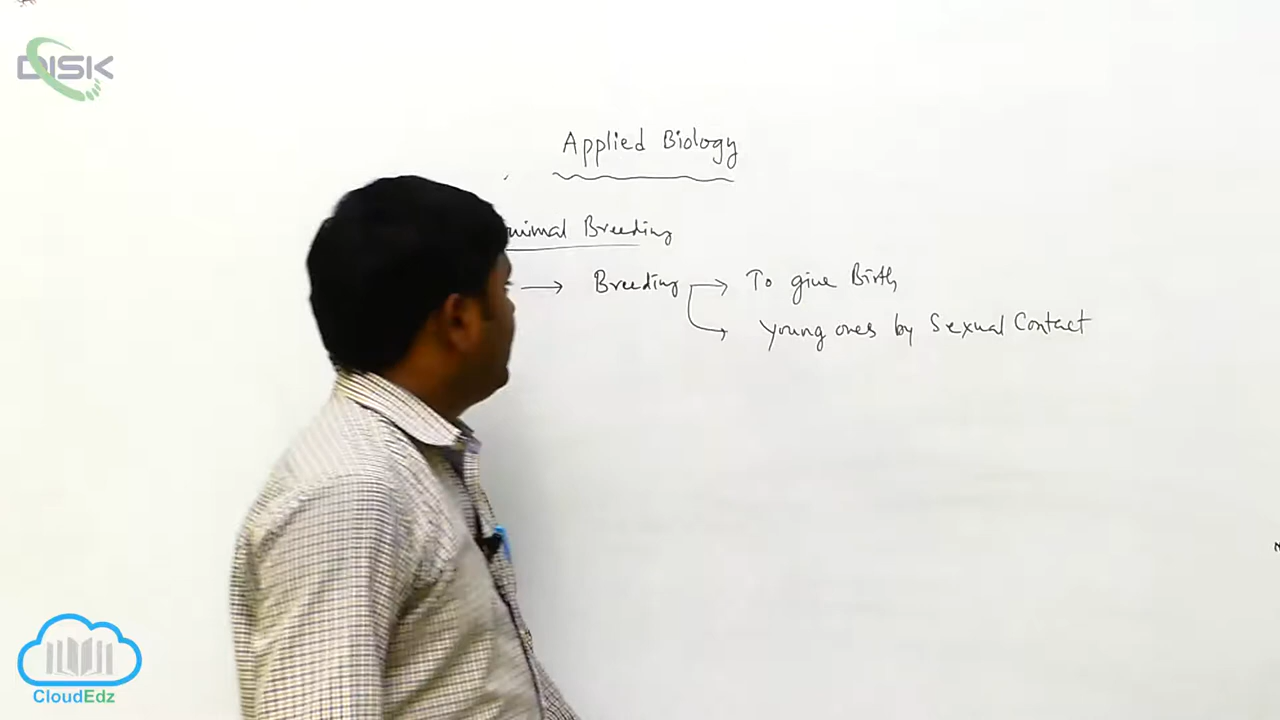 DISK
Applied Biology
nimal Breeding
Breeding → To give Birth
young ones by Sexual Contact
CloudEdz